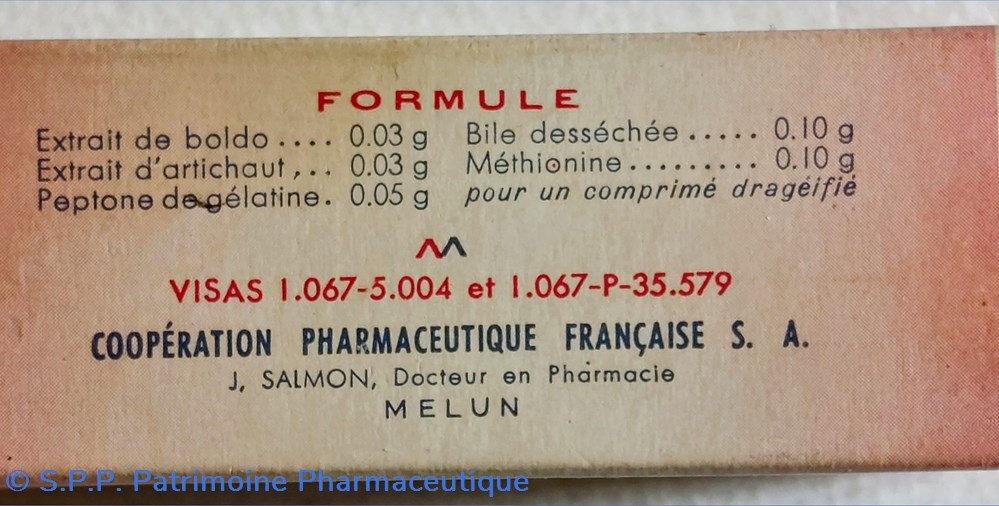 FORMULE
Extrait de boldo .... 0.03 g Bile desséchée ..... 0.10 g
Extrait d'artichaut ,.. 0.03 g Méthionine ......... 0.10 g
Peptone de gélatine. 0.05 g pour un comprimé dragéifié
VISAS 1.067-5.004 et 1.067-P-35.579
COOPÉRATION PHARMACEUTIQUE FRANÇAISE S. A.
J, SALMON, Docteur en Pharmacie
MELUN
© S.P.P. Patrimoine Pharmaceutique